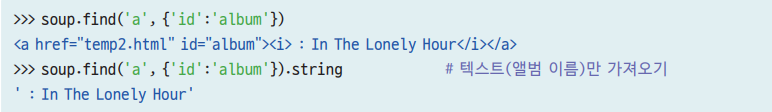 >>> soup.find('a', {'id':'album'})
<a href="temp2.html" id="album"><i> : In The Lonely Hour</i></a>
>>> soup.find('a', {'id':'album'}).string # 텍스트(앨범 이름)만 가져오기
' : In The Lonely Hour'